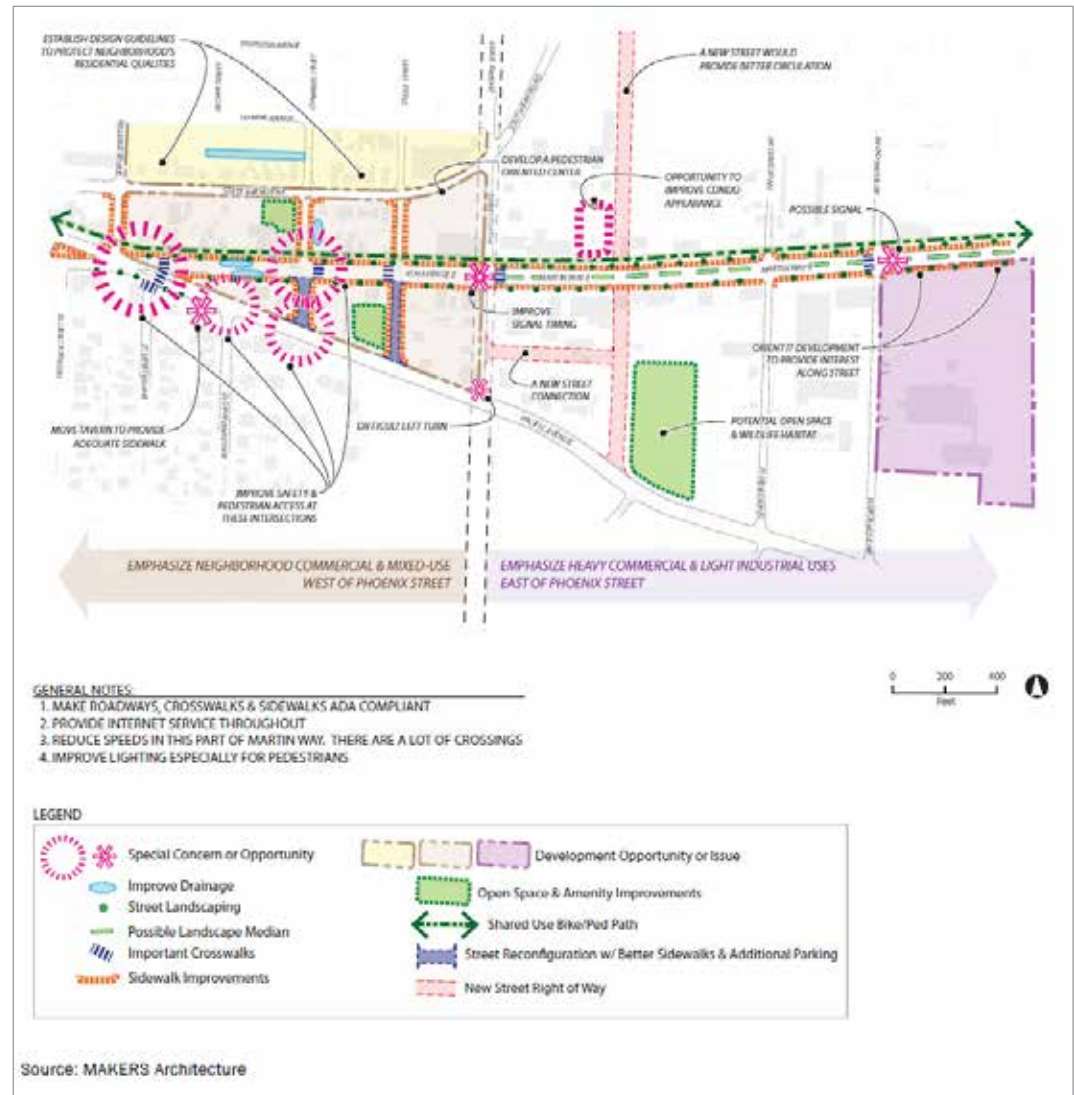 ESTABLISH DESIGN GUIDELINES
TO PROTECT NEIGHBORHOOD'S
RESIDENTIAL QUALITIES
A NEW STREET WOULD
PROVIDE BETTER CIRCULATION
DEVELOP A PEDESTRIAN
ORIENTED CENTER
OPPORTUNITY TO
IMPROVE CONDO
APPEARANCE
POSSIBLE SIGNAL
IMPROVE
SIGNAL TIMING
ORIENT IT DEVELOPMENT
TO PROVIDE INTEREST
ALONG STREET
A NEW STREET
CONNECTION
MOVE TAVERN TO PROVIDE
ADEQUATE SIDEWALK
DIFFICULT LEFT TURN
POTENTIAL OPEN SPACE
& WILDLIFE HABITAT
IMPROVE SAFETY &
PEDESTRIAN ACCESS AT
THESE INTERSECTIONS
EMPHASIZE NEIGHBORHOOD COMMERCIAL & MIXED-USE
WEST OF PHOENIX STREET
EMPHASIZE HEAVY COMMERCIAL & LIGHT INDUSTRIAL USES
EAST OF PHOENIX STREET
GENERAL NOTES:
1. MAKE ROADWAYS, CROSSWALKS & SIDEWALKS ADA COMPLIANT
2. PROVIDE INTERNET SERVICE THROUGHOUT
3. REDUCE SPEEDS IN THIS PART OF MARTIN WAY. THERE ARE A LOT OF CROSSINGS
4. IMPROVE LIGHTING ESPECIALLY FOR PEDESTRIANS
0 200 400
Feet
LEGEND
Special Concern or Opportunity
Improve Drainage
Street Landscaping
Possible Landscape Median
Important Crosswalks
Sidewalk Improvements
Development Opportunity or Issue
Open Space & Amenity Improvements
Shared Use Bike/Ped Path
Street Reconfiguration w/ Better Sidewalks & Additional Parking
New Street Right of Way
Source: MAKERS Architecture